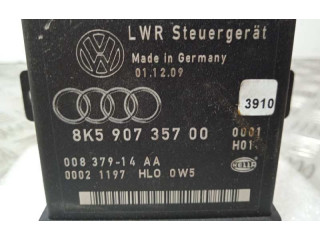 LWR Steuergerät
Made in Germany
01.12.09
3910
8K5 907 357 00 0001
H01
008 379-14 AA
0002 1197 HLO 0W5
HELLA